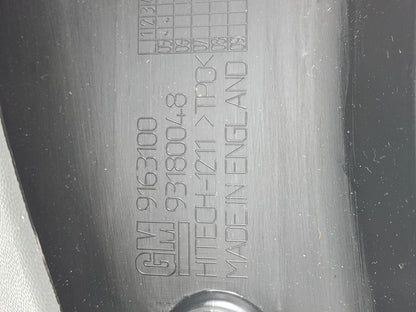 GM
9163100
93180048
HITECH-1211 >TPO<
MADE IN ENGLAND